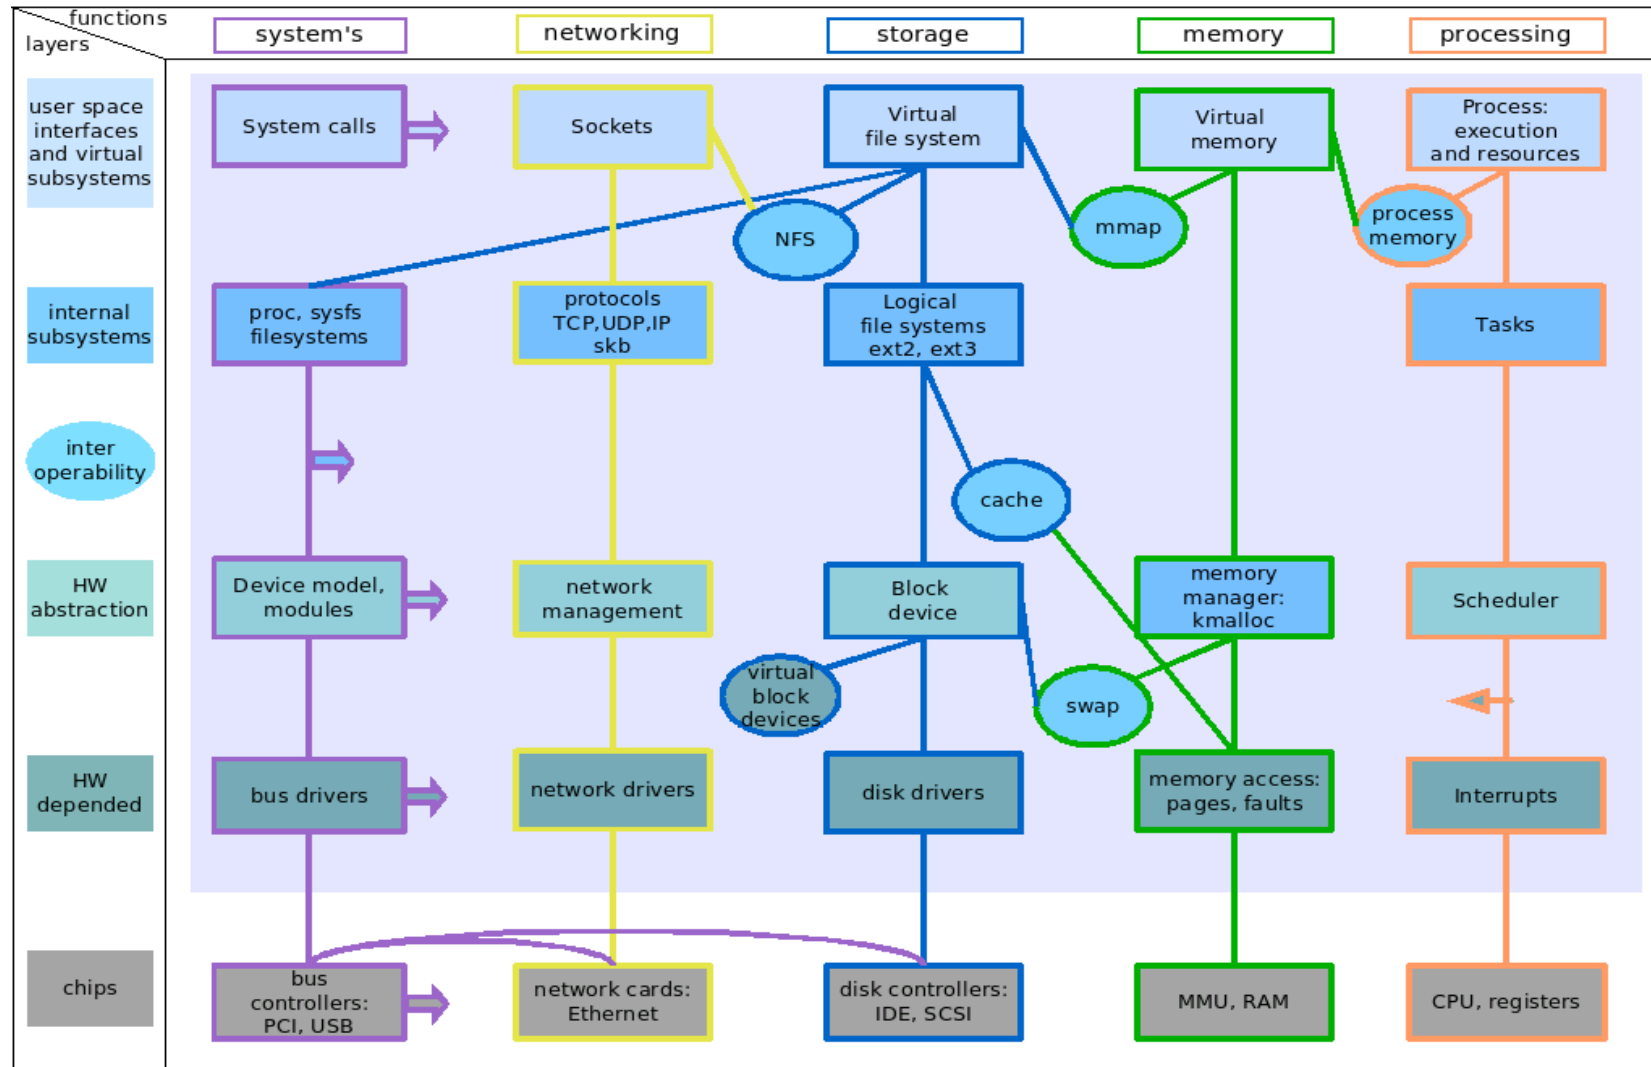 functions
layers
system's
networking
storage
memory
processing
user space
interfaces
and virtual
subsystems
System calls
Sockets
Virtual
file system
Virtual
memory
Process:
execution
and resources
NFS
mmap
process
memory
internal
subsystems
proc, sysfs
filesystems
protocols
TCP,UDP,IP
skb
Logical
file systems
ext2, ext3
Tasks
inter
operability
cache
HW
abstraction
Device model,
modules
network
management
Block
device
memory
manager:
kmalloc
Scheduler
virtual
block
devices
swap
HW
depended
bus drivers
network drivers
disk drivers
memory access:
pages, faults
Interrupts
chips
bus
controllers:
PCI, USB
network cards:
Ethernet
disk controllers:
IDE, SCSI
MMU, RAM
CPU, registers